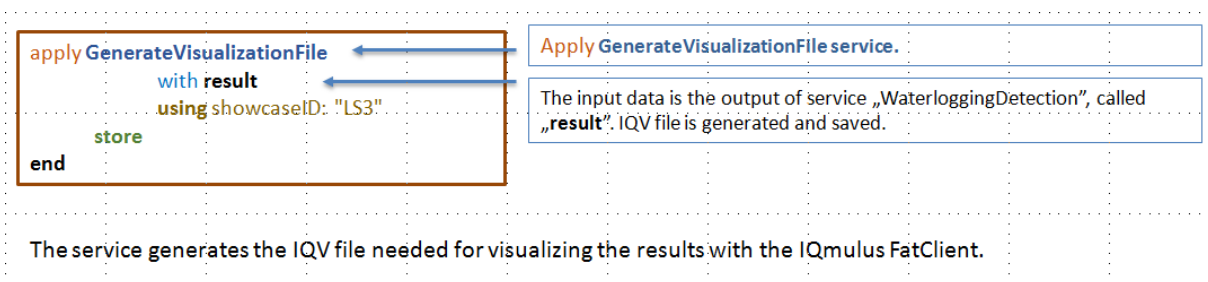 apply GenerateVisualizationFile
with result
using showcaseID: "LS3"
store
end
Apply GenerateVisualizationFIle service.
The input data is the output of service „WaterloggingDetection”, called
„result”. IQV file is generated and saved.
The service generates the IQV file needed for visualizing the results with the IQmulus FatClient.